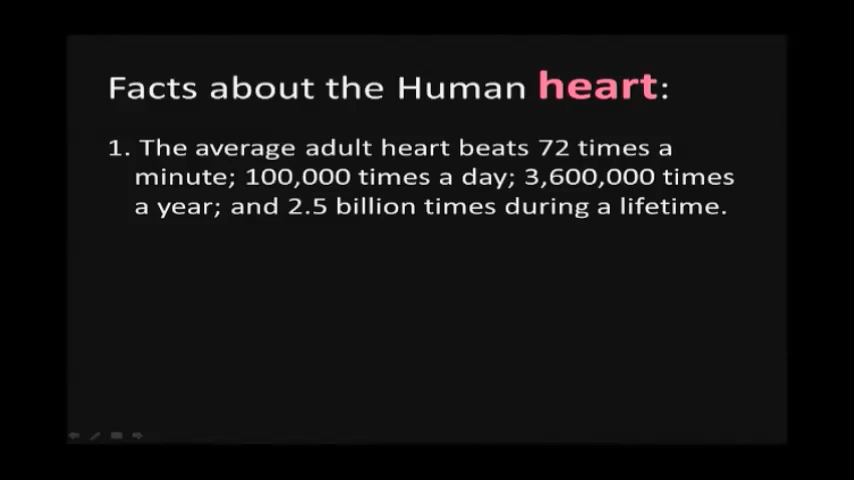 Facts about the Human heart:
1. The average adult heart beats 72 times a
minute; 100,000 times a day; 3,600,000 times
a year; and 2.5 billion times during a lifetime.